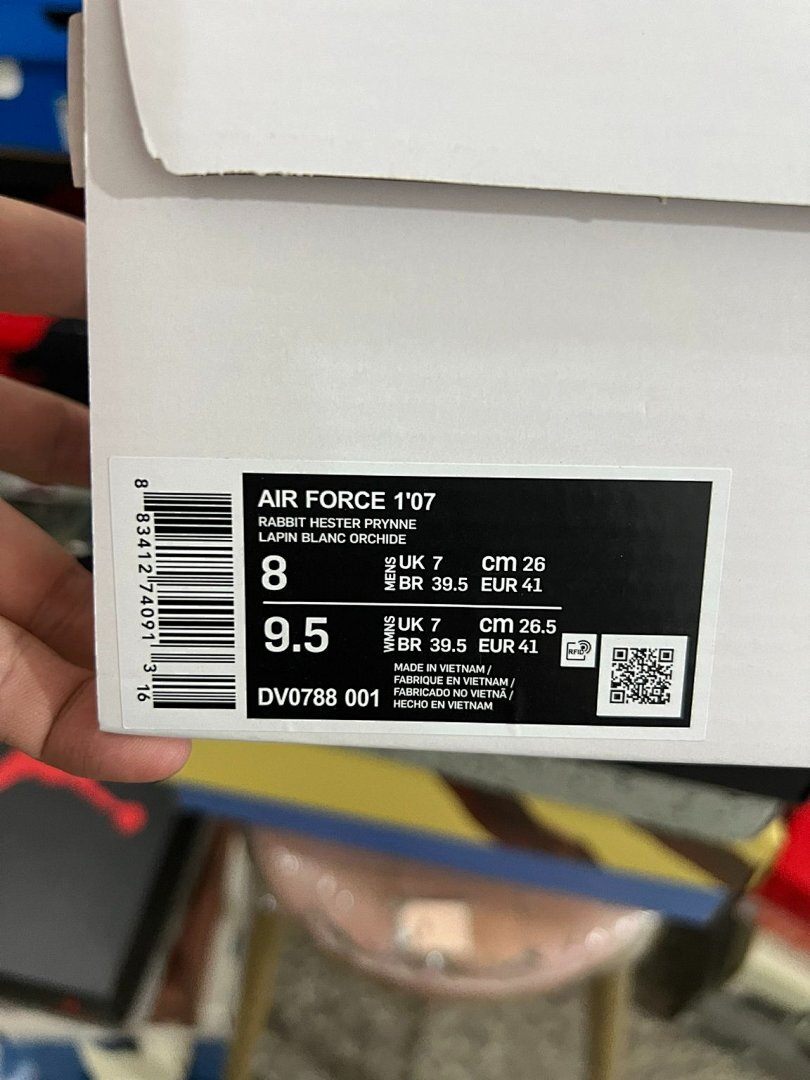 8 83412 74091 3 16
AIR FORCE 1'07
RABBIT HESTER PRYNNE
LAPIN BLANC ORCHIDE
8 MENS UK 7 cm 26
BR 39.5 EUR 41
9.5 WMNS UK 7 cm 26.5
BR 39.5 EUR 41
RFID
MADE IN VIETNAM /
FABRIQUE EN VIETNAM /
FABRICADO NO VIETNÃ /
HECHO EN VIETNAM
DV0788 001